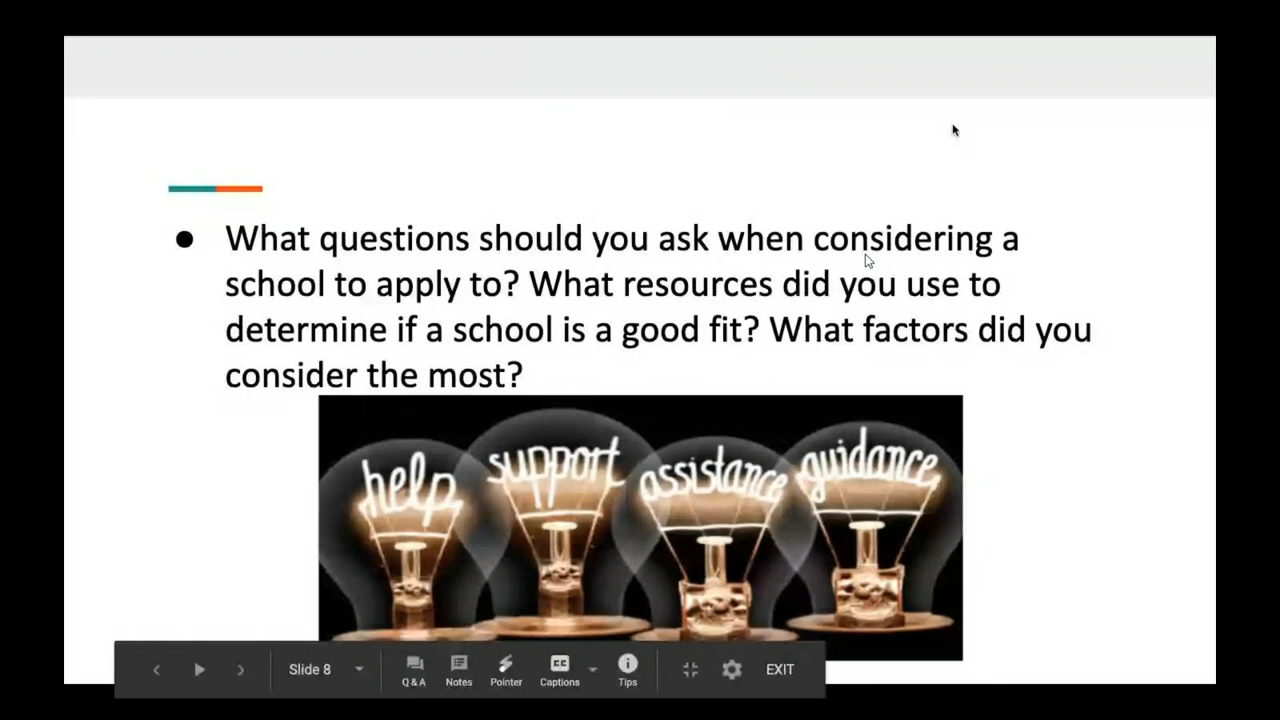 ● What questions should you ask when considering a
school to apply to? What resources did you use to
determine if a school is a good fit? What factors did you
consider the most?
help support assistance guidance
Slide 8 Q & A Notes Pointer CC Captions Tips EXIT